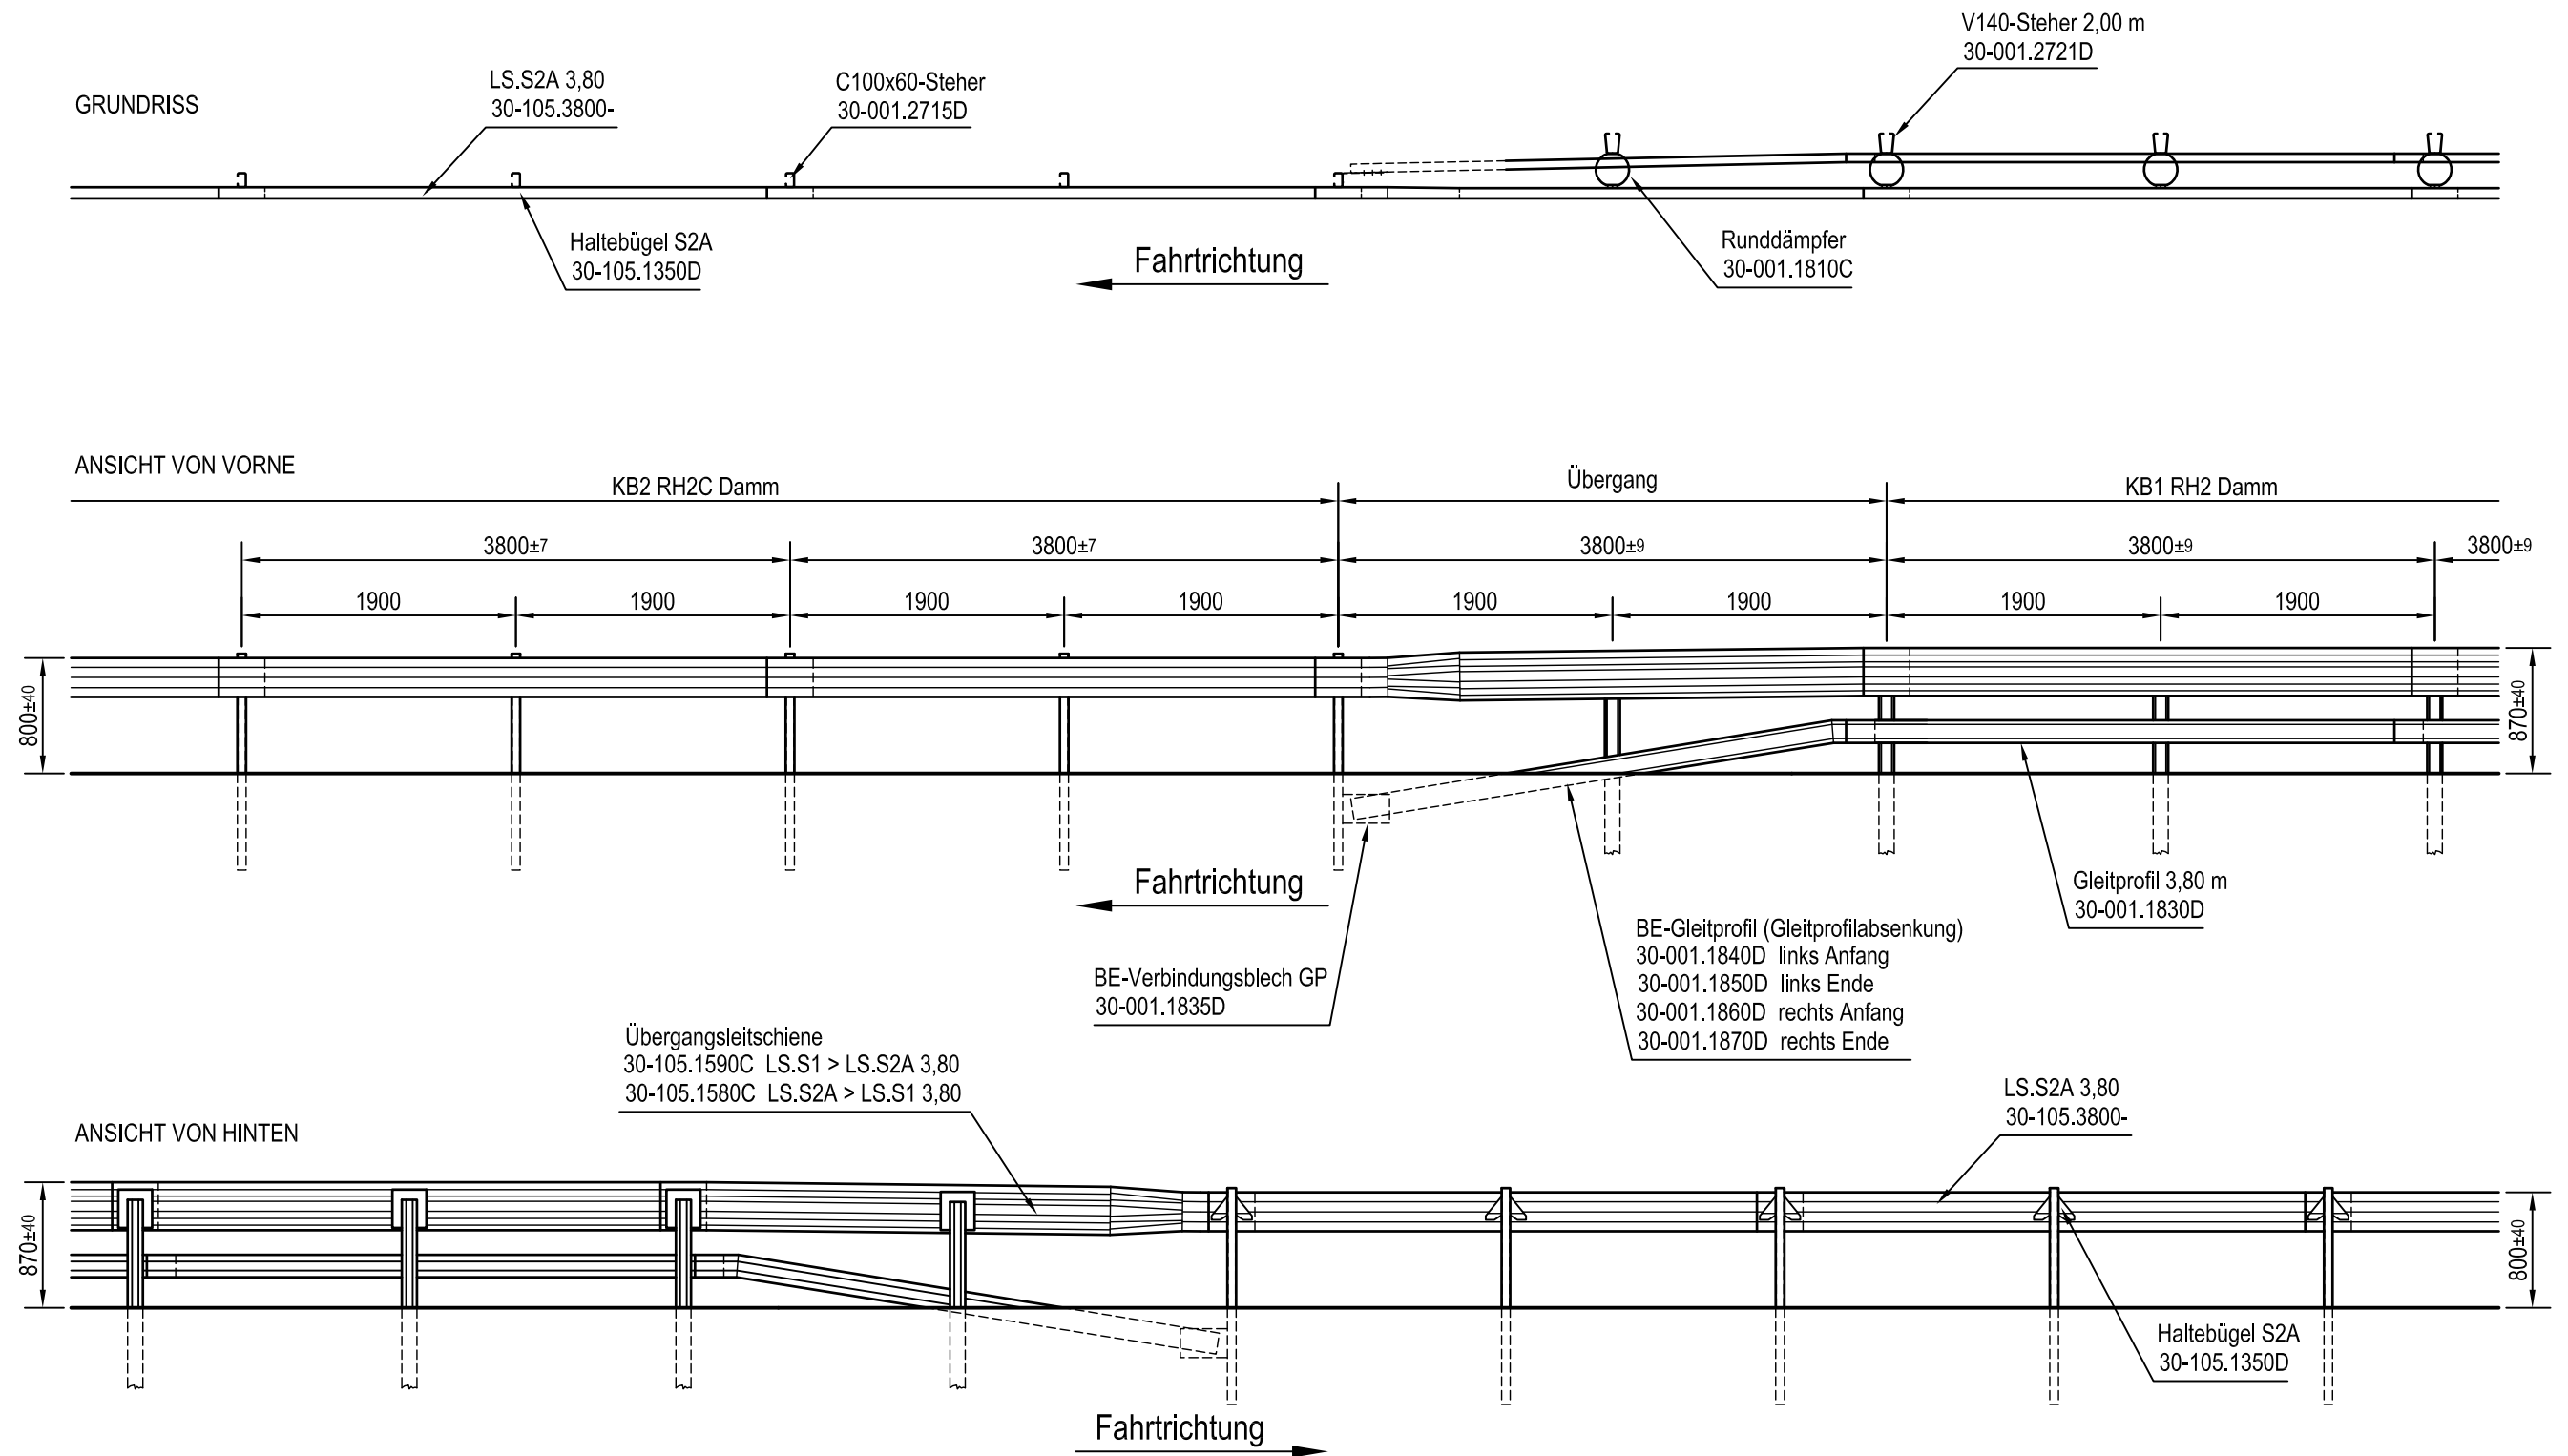 V140-Steher 2,00 m
30-001.2721D
LS.S2A 3,80
30-105.3800-
C100x60-Steher
30-001.2715D
GRUNDRISS
Haltebügel S2A
30-105.1350D
Fahrtrichtung
Runddämpfer
30-001.1810C
ANSICHT VON VORNE
KB2 RH2C Damm
Übergang
KB1 RH2 Damm
3800±7
3800±7
3800±9
3800±9
3800±9
1900
1900
1900
1900
1900
1900
1900
1900
800±40
870±40
Fahrtrichtung
Gleitprofil 3,80 m
30-001.1830D
BE-Gleitprofil (Gleitprofilabsenkung)
30-001.1840D links Anfang
30-001.1850D links Ende
30-001.1860D rechts Anfang
30-001.1870D rechts Ende
BE-Verbindungsblech GP
30-001.1835D
Übergangsleitschiene
30-105.1590C LS.S1 > LS.S2A 3,80
30-105.1580C LS.S2A > LS.S1 3,80
LS.S2A 3,80
30-105.3800-
ANSICHT VON HINTEN
870±40
800±40
Haltebügel S2A
30-105.1350D
Fahrtrichtung